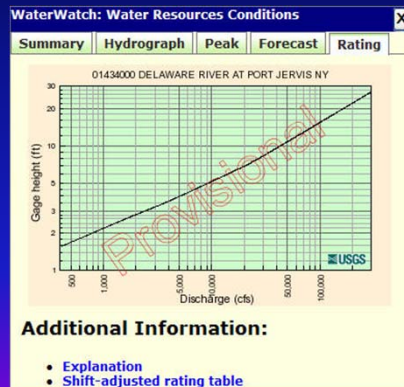 WaterWatch: Water Resources Conditions
X
Summary Hydrograph Peak Forecast Rating
01434000 DELAWARE RIVER AT PORT JERVIS NY
30
20
10
5
3
2
1
Gage height (ft)
Provisional
USGS
500
1,000
5,000
10,000
50,000
100,000
Discharge (cfs)
Additional Information:
• Explanation
• Shift-adjusted rating table